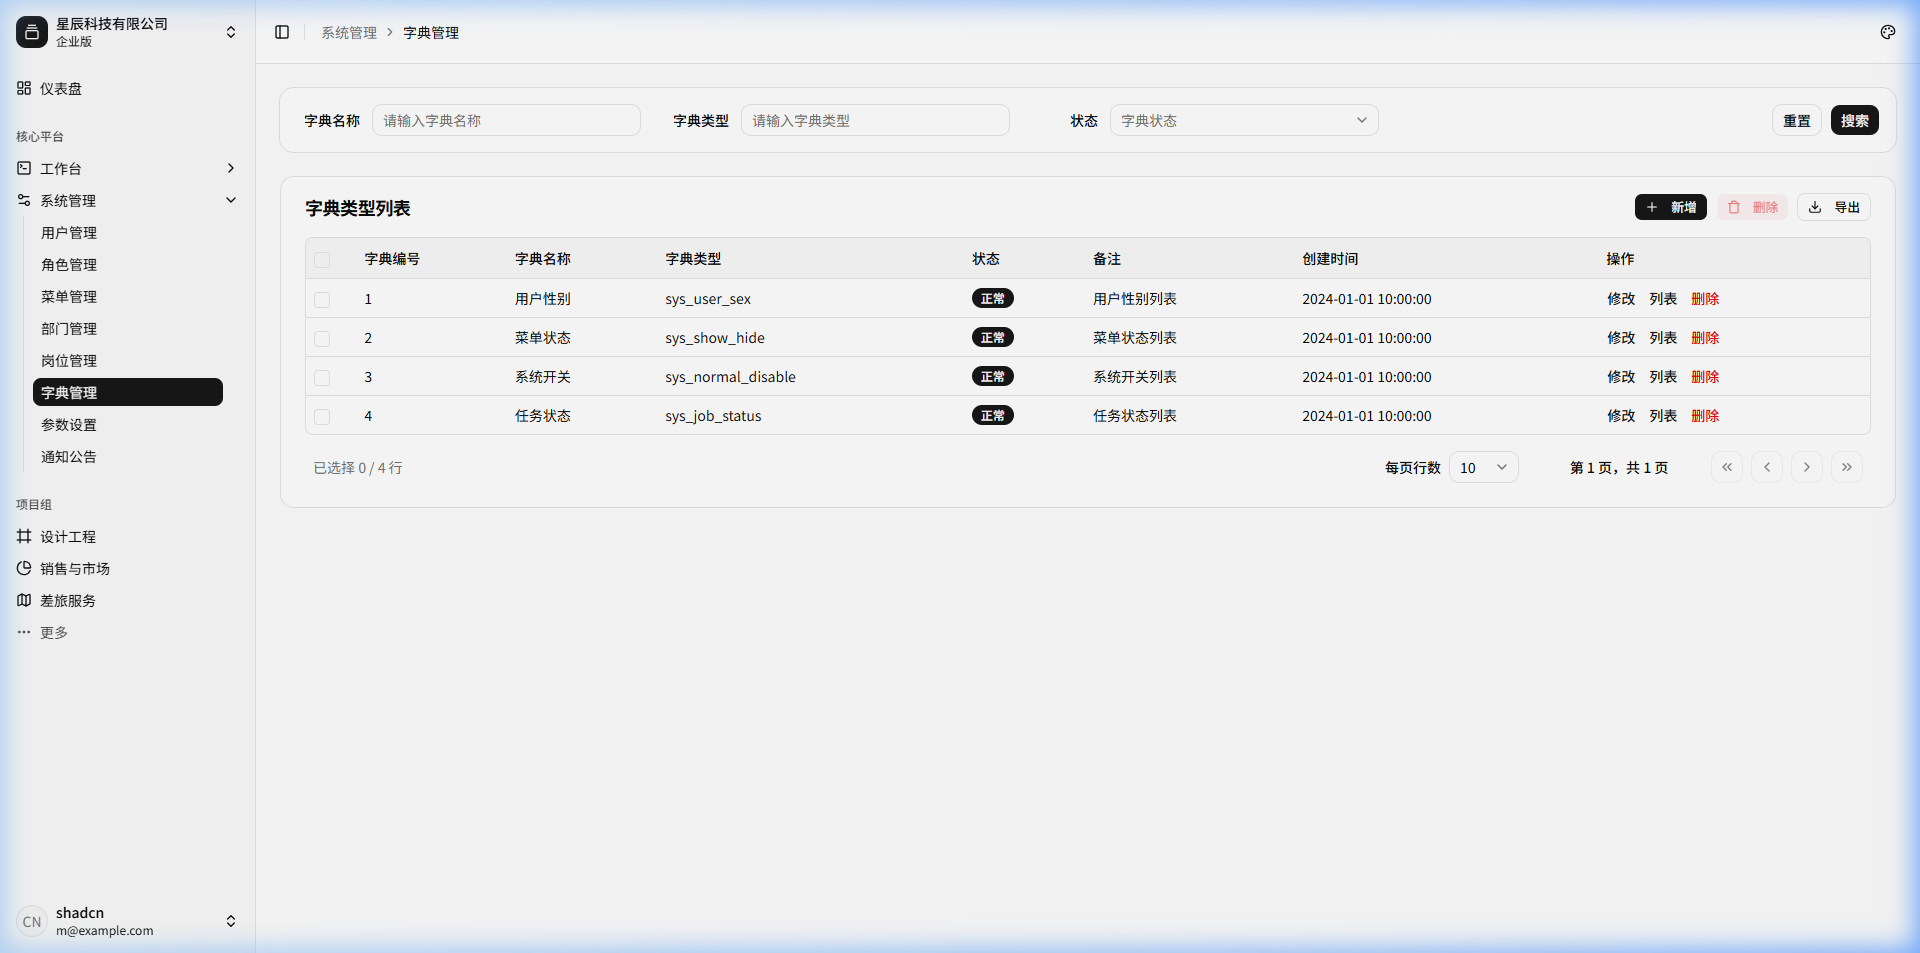 星辰科技有限公司
企业版
仪表盘
核心平台
工作台
系统管理
用户管理
角色管理
菜单管理
部门管理
岗位管理
字典管理
参数设置
通知公告
项目组
设计工程
销售与市场
差旅服务
更多
CN
shadcn
m@example.com
系统管理 字典管理
字典名称 请输入字典名称 字典类型 请输入字典类型 状态 字典状态 重置 搜索
字典类型列表 新增 删除 导出
字典编号 字典名称 字典类型 状态 备注 创建时间 操作
1 用户性别 sys_user_sex 正常 用户性别列表 2024-01-01 10:00:00 修改 列表 删除
2 菜单状态 sys_show_hide 正常 菜单状态列表 2024-01-01 10:00:00 修改 列表 删除
3 系统开关 sys_normal_disable 正常 系统开关列表 2024-01-01 10:00:00 修改 列表 删除
4 任务状态 sys_job_status 正常 任务状态列表 2024-01-01 10:00:00 修改 列表 删除
已选择 0 / 4 行 每页行数 10 第 1 页，共 1 页